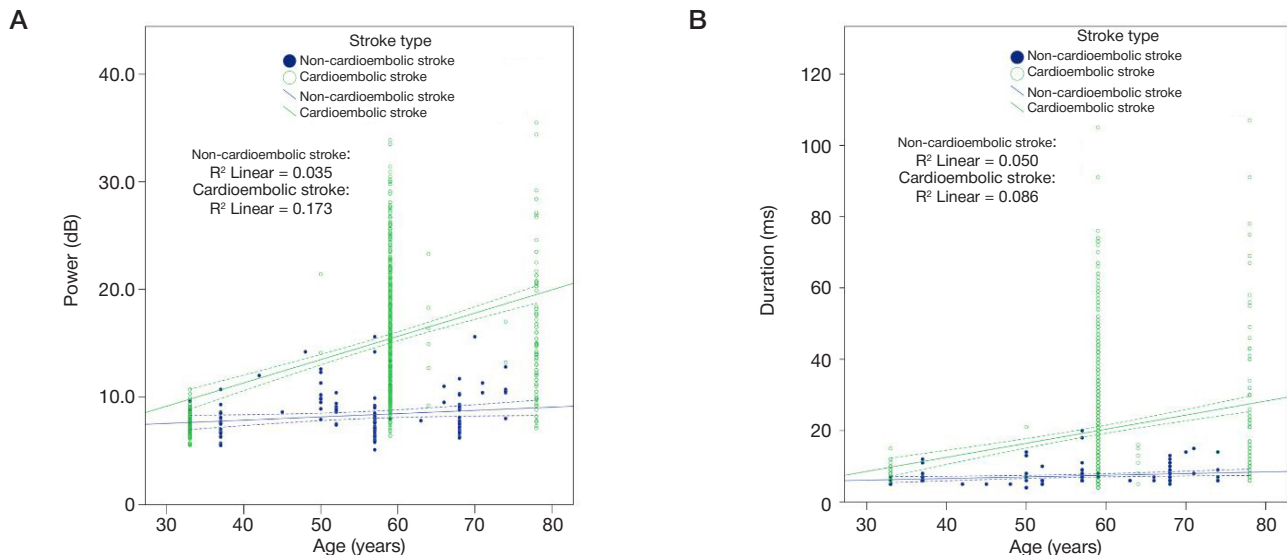 A
Stroke type
Non-cardioembolic stroke
Cardioembolic stroke
Non-cardioembolic stroke
Cardioembolic stroke
Non-cardioembolic stroke:
R² Linear = 0.035
Cardioembolic stroke:
R² Linear = 0.173
Power (dB)
40.0
30.0
20.0
10.0
0
30 40 50 60 70 80
Age (years)
B
Stroke type
Non-cardioembolic stroke
Cardioembolic stroke
Non-cardioembolic stroke
Cardioembolic stroke
Non-cardioembolic stroke:
R² Linear = 0.050
Cardioembolic stroke:
R² Linear = 0.086
Duration (ms)
120
100
80
60
40
20
0
30 40 50 60 70 80
Age (years)